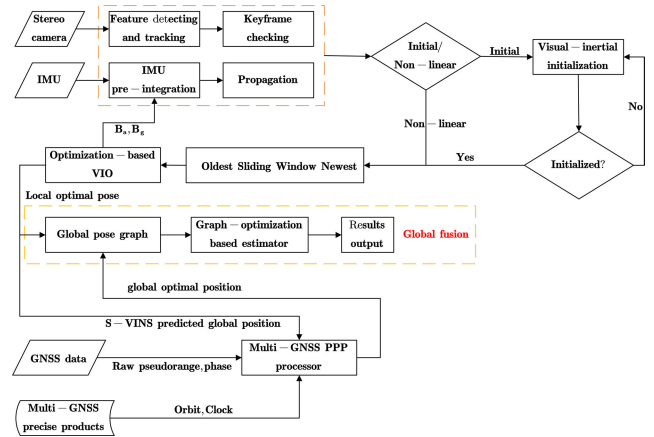 Stereo
camera
Feature detecting
and tracking
Keyframe
checking
IMU
IMU
pre−integration
Propagation
Initial/
Non−linear
Initial
Visual−inertial
initialization
No
Non−linear
Yes
Initialized?
Bₐ,B_g
Optimization−based
VIO
Oldest Sliding Window Newest
Local optimal pose
Global pose graph
Graph−optimization
based estimator
Results
output
Global fusion
global optimal position
S−VINS predicted global position
GNSS data
Raw pseudorange,phase
Multi−GNSS PPP
processor
Multi−GNSS
precise products
Orbit,Clock